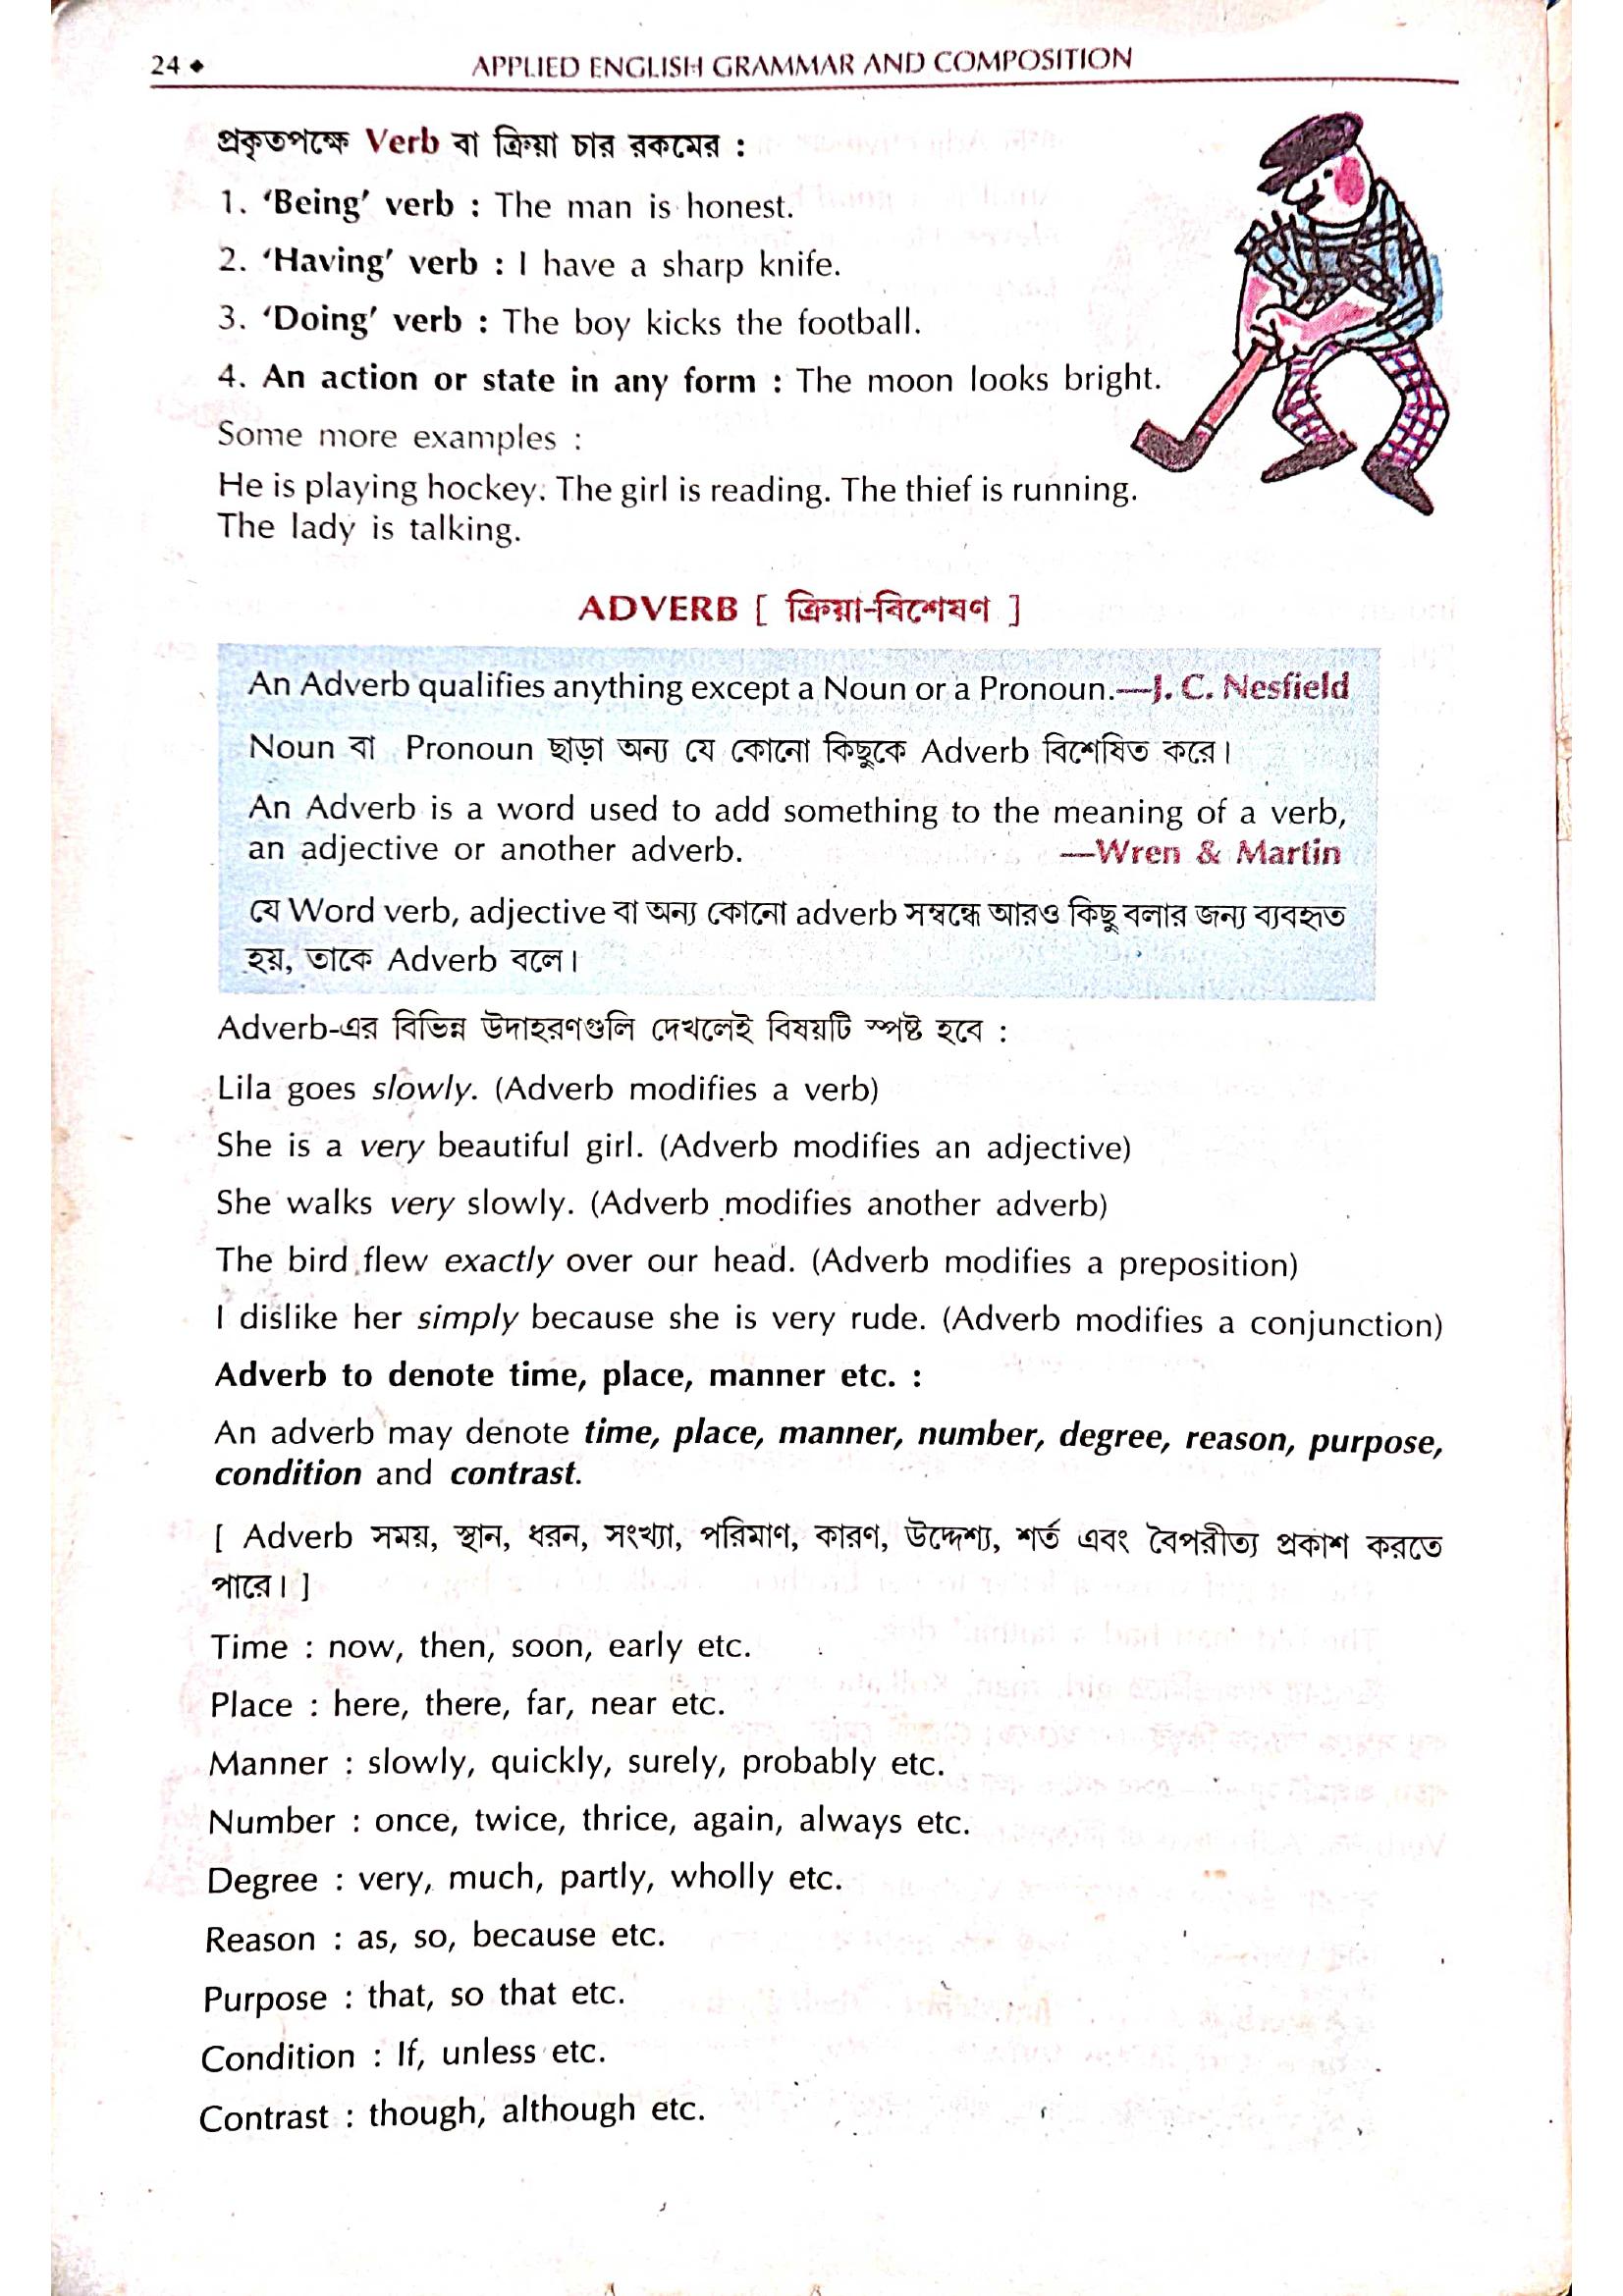 24 ◆ APPLIED ENGLISH GRAMMAR AND COMPOSITION
প্রকৃতপক্ষে Verb বা ক্রিয়া চার রকমের :
1. ‘Being’ verb : The man is honest.
2. ‘Having’ verb : I have a sharp knife.
3. ‘Doing’ verb : The boy kicks the football.
4. An action or state in any form : The moon looks bright.
Some more examples :
He is playing hockey. The girl is reading. The thief is running.
The lady is talking.
ADVERB [ ক্রিয়া-বিশেষণ ]
An Adverb qualifies anything except a Noun or a Pronoun.—J. C. Nesfield
Noun বা Pronoun ছাড়া অন্য যে কোনো কিছুকে Adverb বিশেষিত করে।
An Adverb is a word used to add something to the meaning of a verb,
an adjective or another adverb. —Wren & Martin
যে Word verb, adjective বা অন্য কোনো adverb সম্বন্ধে আরও কিছু বলার জন্য ব্যবহৃত
হয়, তাকে Adverb বলে।
Adverb-এর বিভিন্ন উদাহরণগুলি দেখলেই বিষয়টি স্পষ্ট হবে :
Lila goes slowly. (Adverb modifies a verb)
She is a very beautiful girl. (Adverb modifies an adjective)
She walks very slowly. (Adverb modifies another adverb)
The bird flew exactly over our head. (Adverb modifies a preposition)
I dislike her simply because she is very rude. (Adverb modifies a conjunction)
Adverb to denote time, place, manner etc. :
An adverb may denote time, place, manner, number, degree, reason, purpose,
condition and contrast.
[ Adverb সময়, স্থান, ধরন, সংখ্যা, পরিমাণ, কারণ, উদ্দেশ্য, শর্ত এবং বৈপরীত্য প্রকাশ করতে
পারে। ]
Time : now, then, soon, early etc.
Place : here, there, far, near etc.
Manner : slowly, quickly, surely, probably etc.
Number : once, twice, thrice, again, always etc.
Degree : very, much, partly, wholly etc.
Reason : as, so, because etc.
Purpose : that, so that etc.
Condition : If, unless etc.
Contrast : though, although etc.